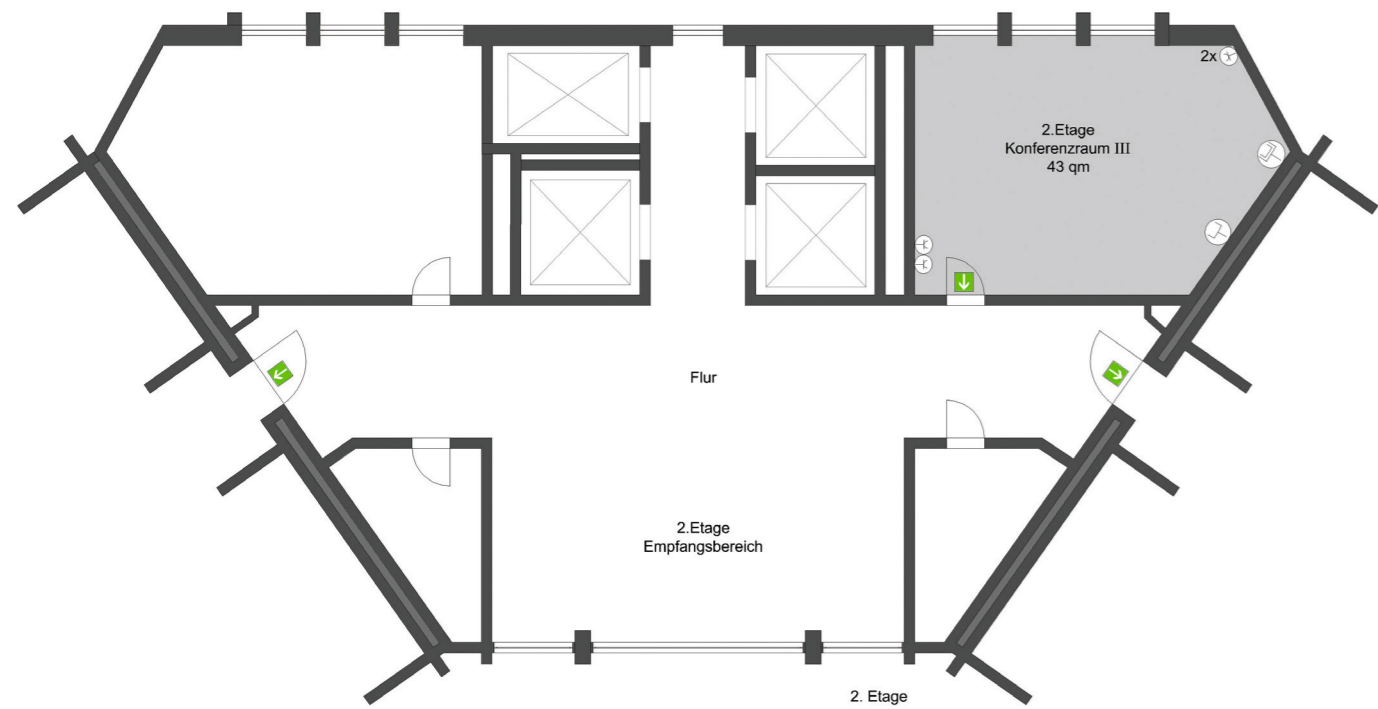 2x
2.Etage
Konferenzraum III
43 qm
Flur
2.Etage
Empfangsbereich
2. Etage